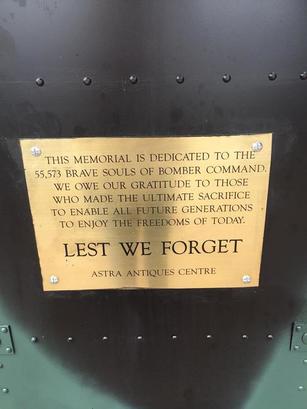 THIS MEMORIAL IS DEDICATED TO THE
55,573 BRAVE SOULS OF BOMBER COMMAND.
WE OWE OUR GRATITUDE TO THOSE
WHO MADE THE ULTIMATE SACRIFICE
TO ENABLE ALL FUTURE GENERATIONS
TO ENJOY THE FREEDOMS OF TODAY.
LEST WE FORGET
ASTRA ANTIQUES CENTRE